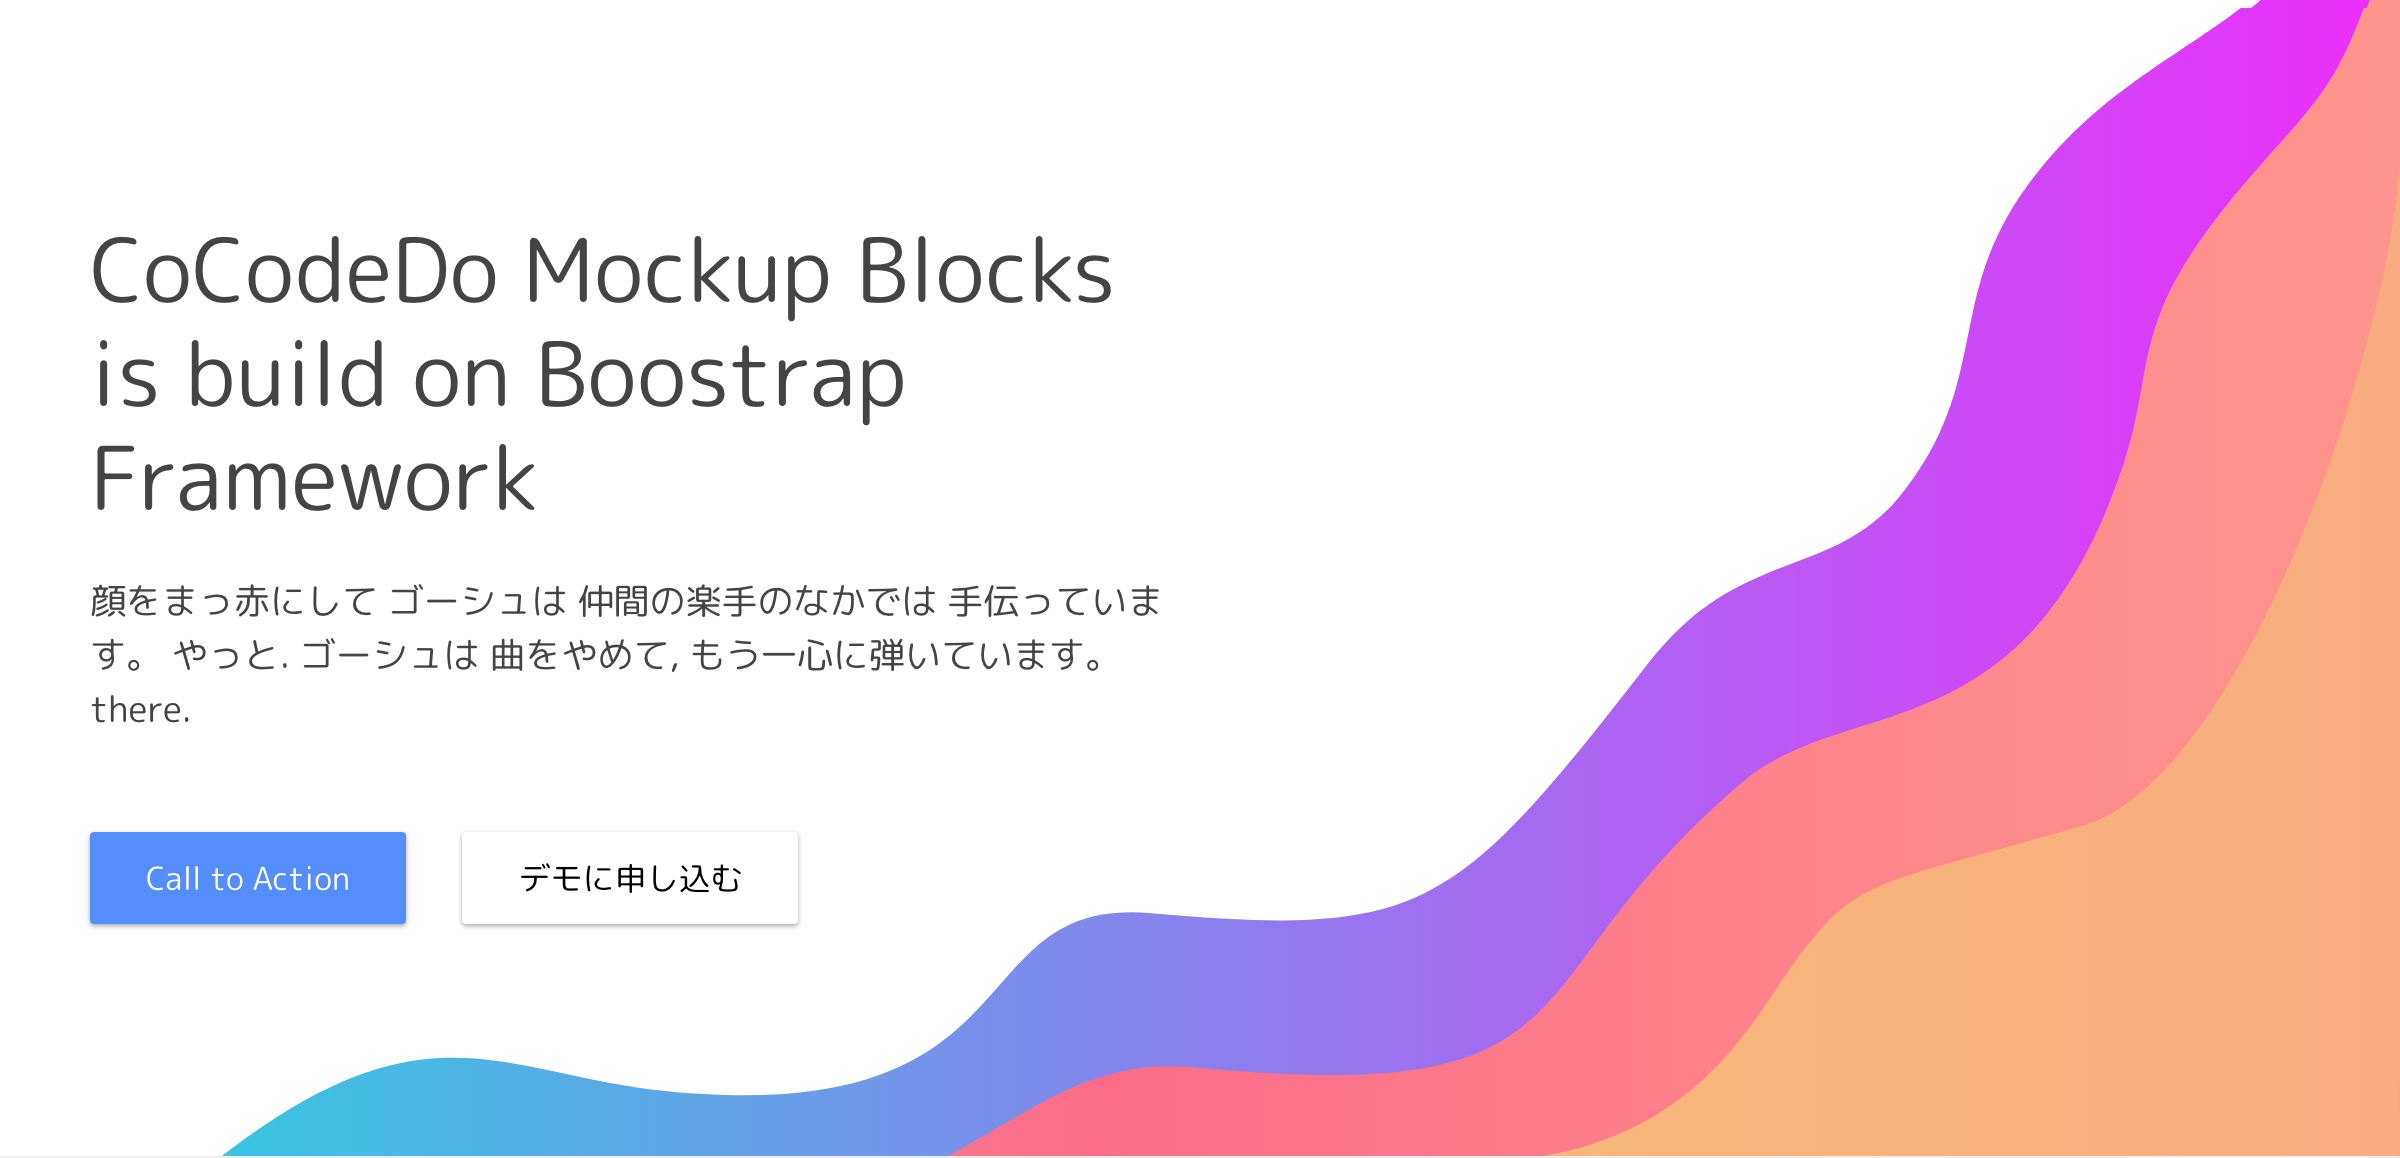 CoCodeDo Mockup Blocks
is build on Boostrap
Framework
顔をまっ赤にして ゴーシュは 仲間の楽手のなかでは 手伝っていま
す。 やっと. ゴーシュは 曲をやめて, もう一心に弾いています。
there.
Call to Action
デモに申し込む